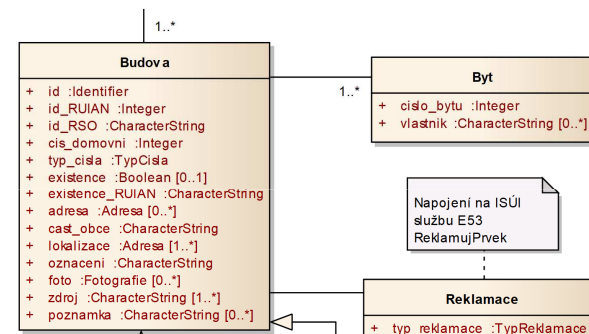 1..*
Budova
+ id :Identifier
+ id_RUIAN :Integer
+ id_RSO :CharacterString
+ cis_domovni :Integer
+ typ_cisla :TypCisla
+ existence :Boolean [0..1]
+ existence_RUIAN :CharacterString
+ adresa :Adresa [0..*]
+ cast_obce :CharacterString
+ lokalizace :Adresa [1..*]
+ oznaceni :CharacterString
+ foto :Fotografie [0..*]
+ zdroj :CharacterString [1..*]
+ poznamka :CharacterString [0..*]
1..*
Byt
+ cislo_bytu :Integer
+ vlastnik :CharacterString [0..*]
Napojení na ISÚI
službu E53
ReklamujPrvek
Reklamace
+ typ_reklamace :TypReklamace